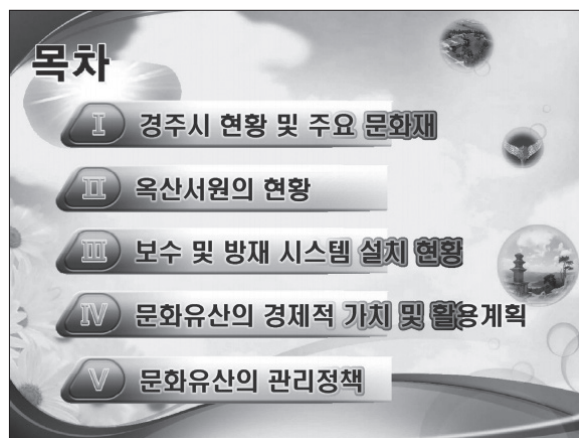 목차
I 경주시 현황 및 주요 문화재
II 옥산서원의 현황
III 보수 및 방재 시스템 설치 현황
IV 문화유산의 경제적 가치 및 활용계획
V 문화유산의 관리정책